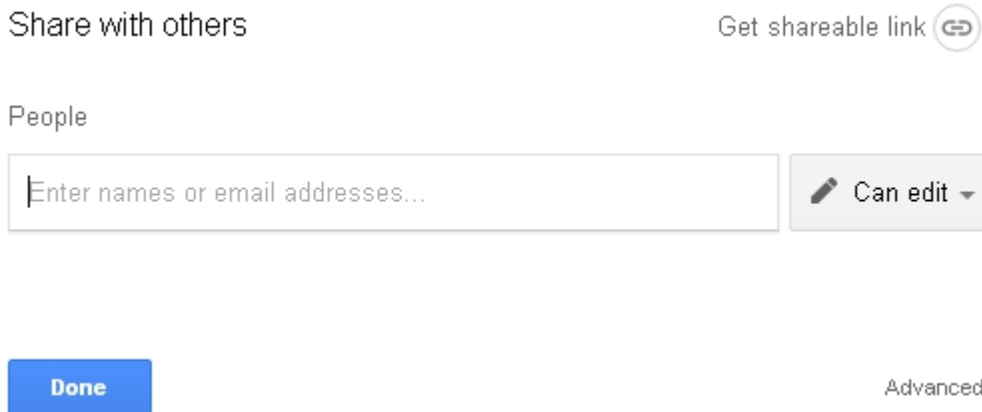 Share with others Get shareable link
People
Enter names or email addresses...
Can edit
Done Advanced